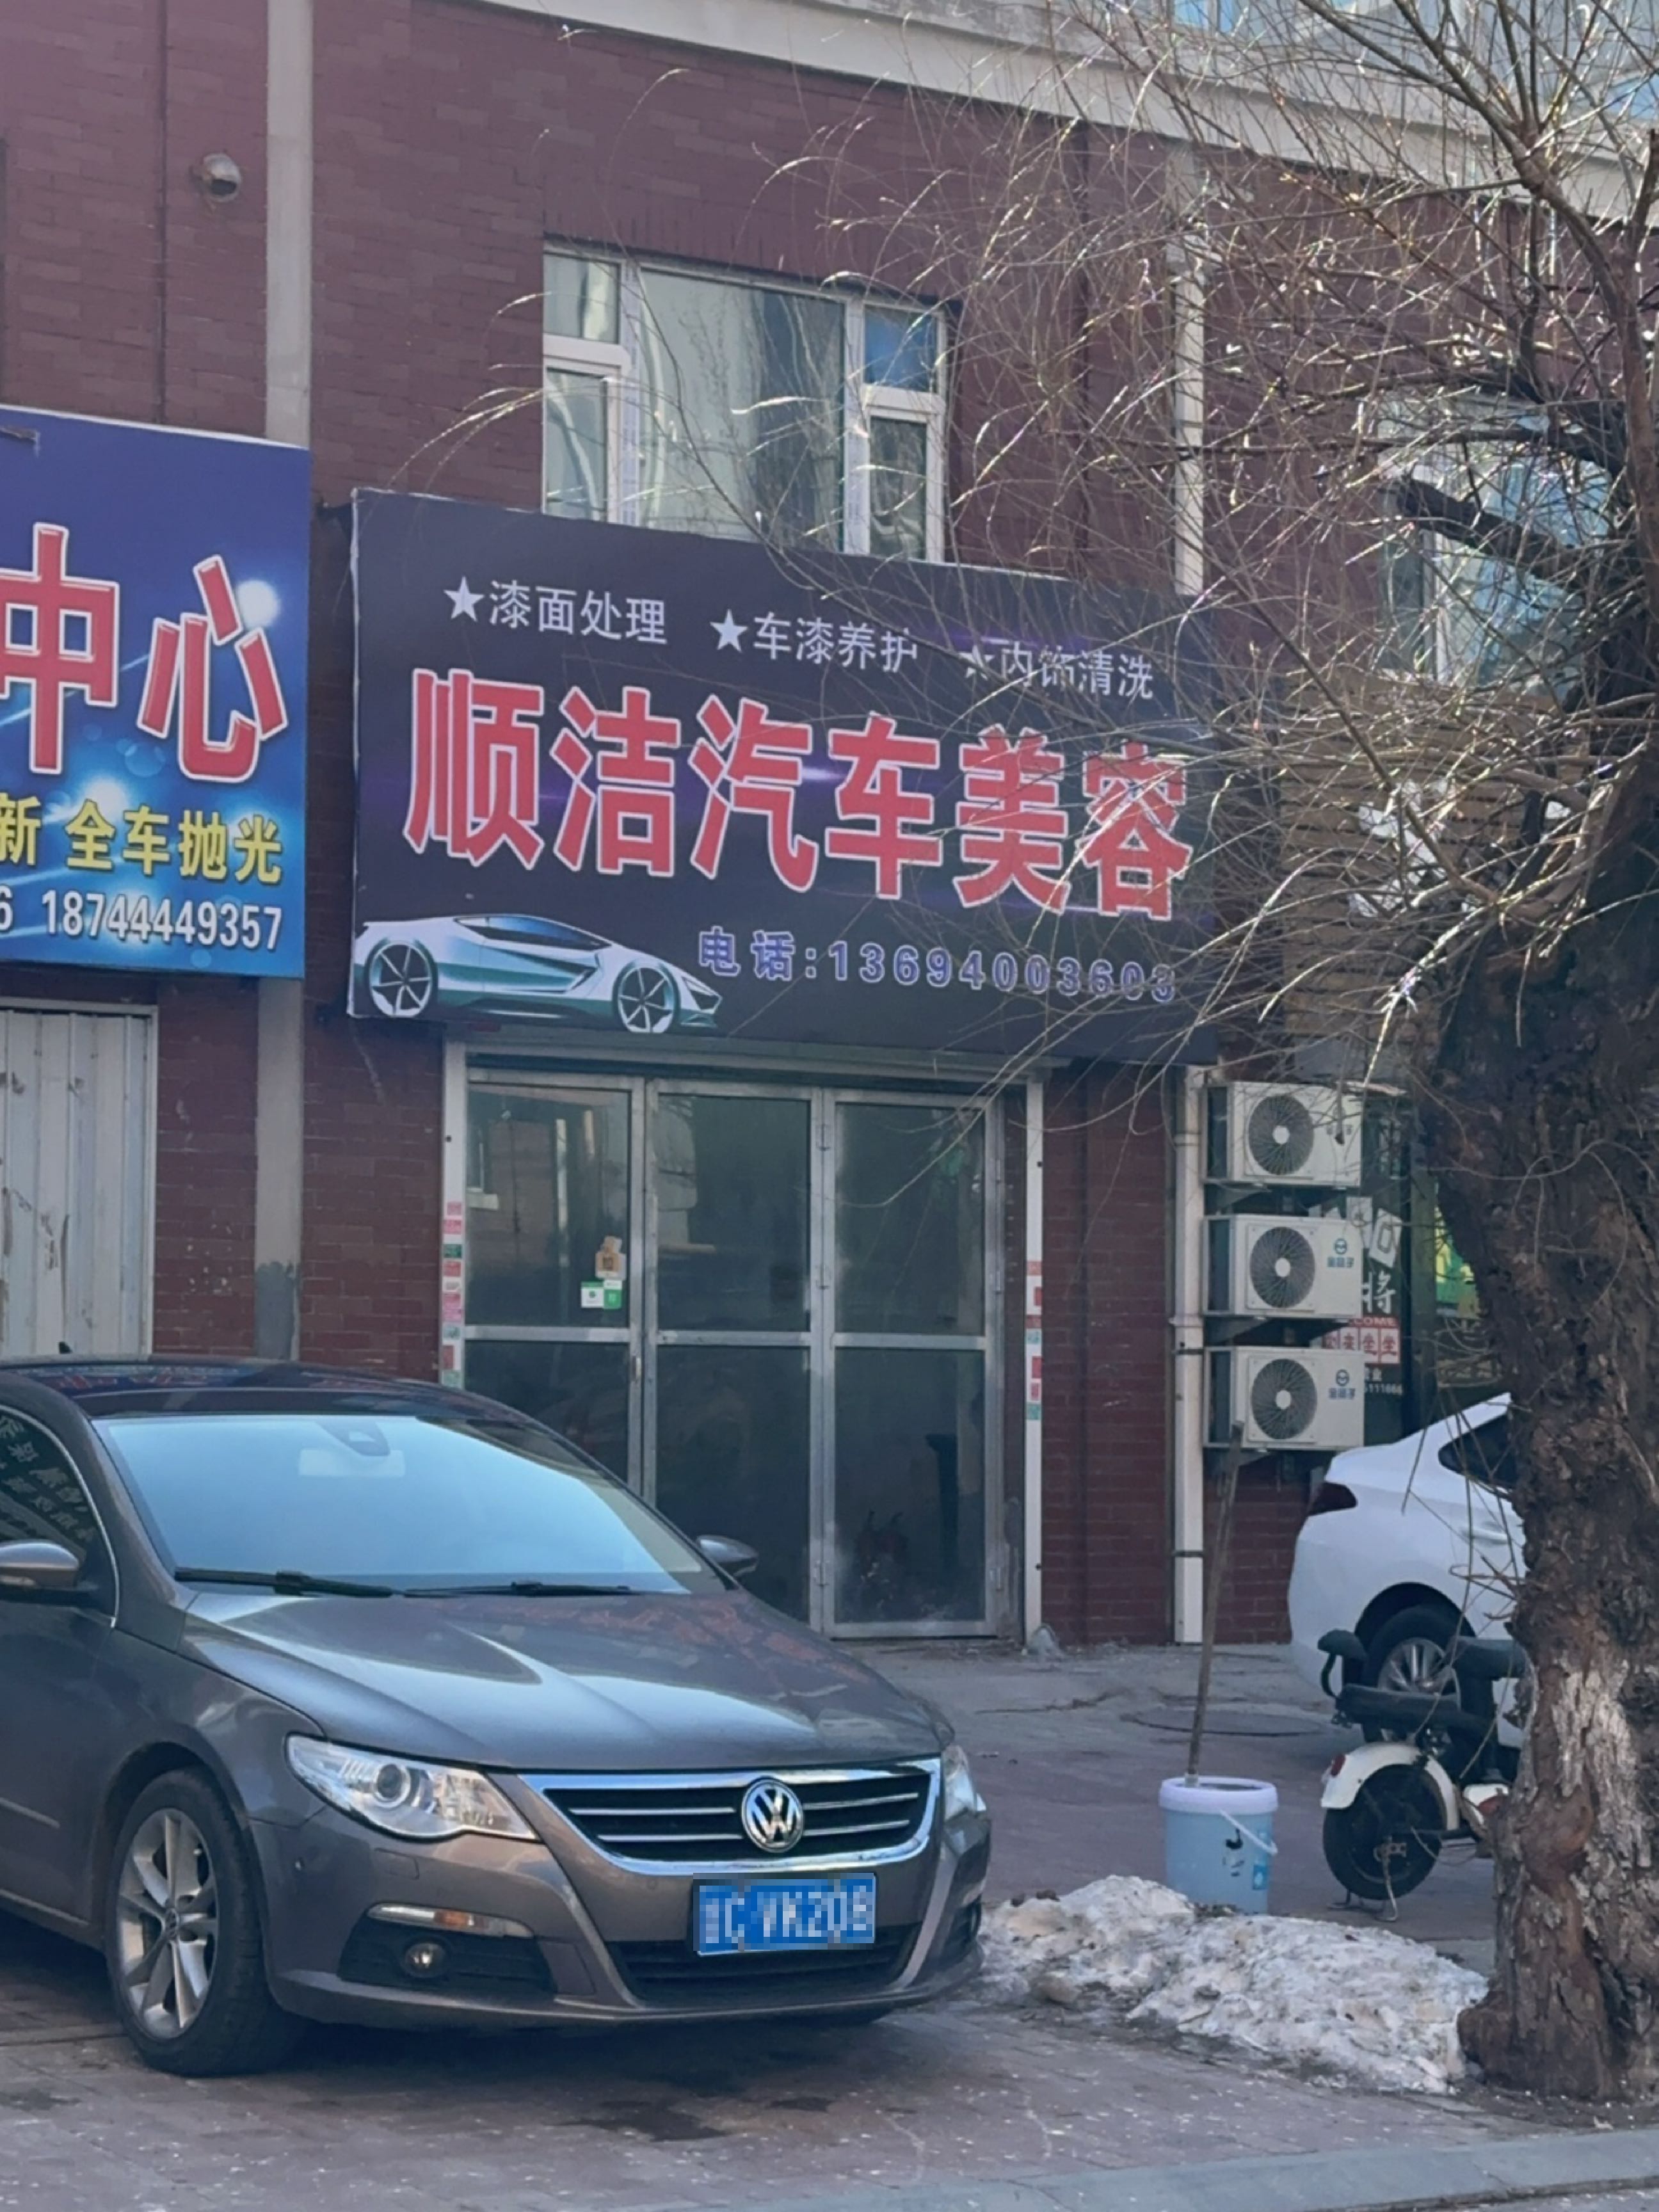 中心
新 全车抛光
6 18744449357
★漆面处理 ★车漆养护 ★内饰清洗
顺洁汽车美容
电话:13694003603
将